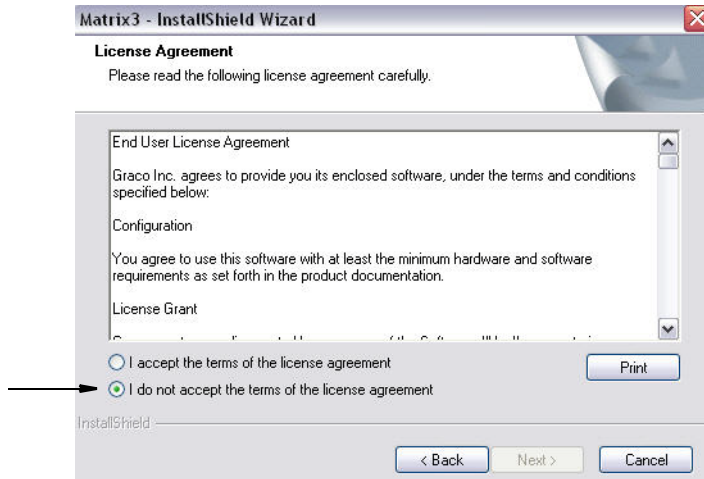 Matrix3 - InstallShield Wizard
License Agreement
Please read the following license agreement carefully.
End User License Agreement
Graco Inc. agrees to provide you its enclosed software, under the terms and conditions
specified below:
Configuration
You agree to use this software with at least the minimum hardware and software
requirements as set forth in the product documentation.
License Grant
I accept the terms of the license agreement
Print
I do not accept the terms of the license agreement
InstallShield
< Back
Next >
Cancel